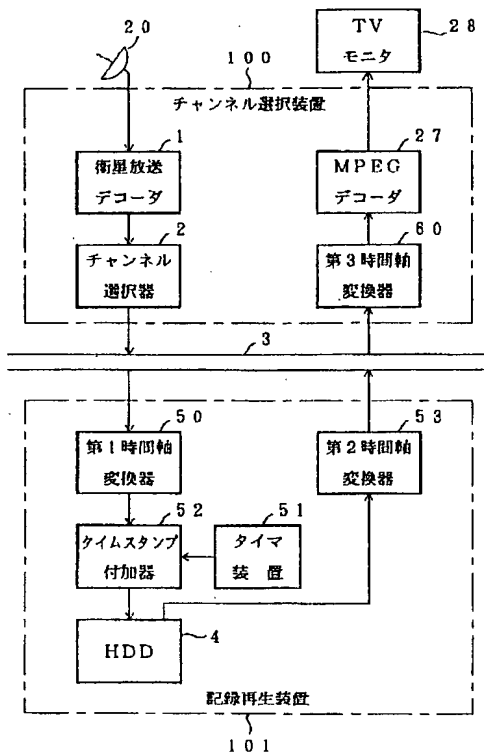 20
TV
モニタ
28
100
チャンネル選択装置
1
衛星放送
デコーダ
27
MPEG
デコーダ
2
チャンネル
選択器
60
第3時間軸
変換器
3
50
第1時間軸
変換器
53
第2時間軸
変換器
52
タイムスタンプ
付加器
51
タイマ
装置
HDD
4
記録再生装置
101